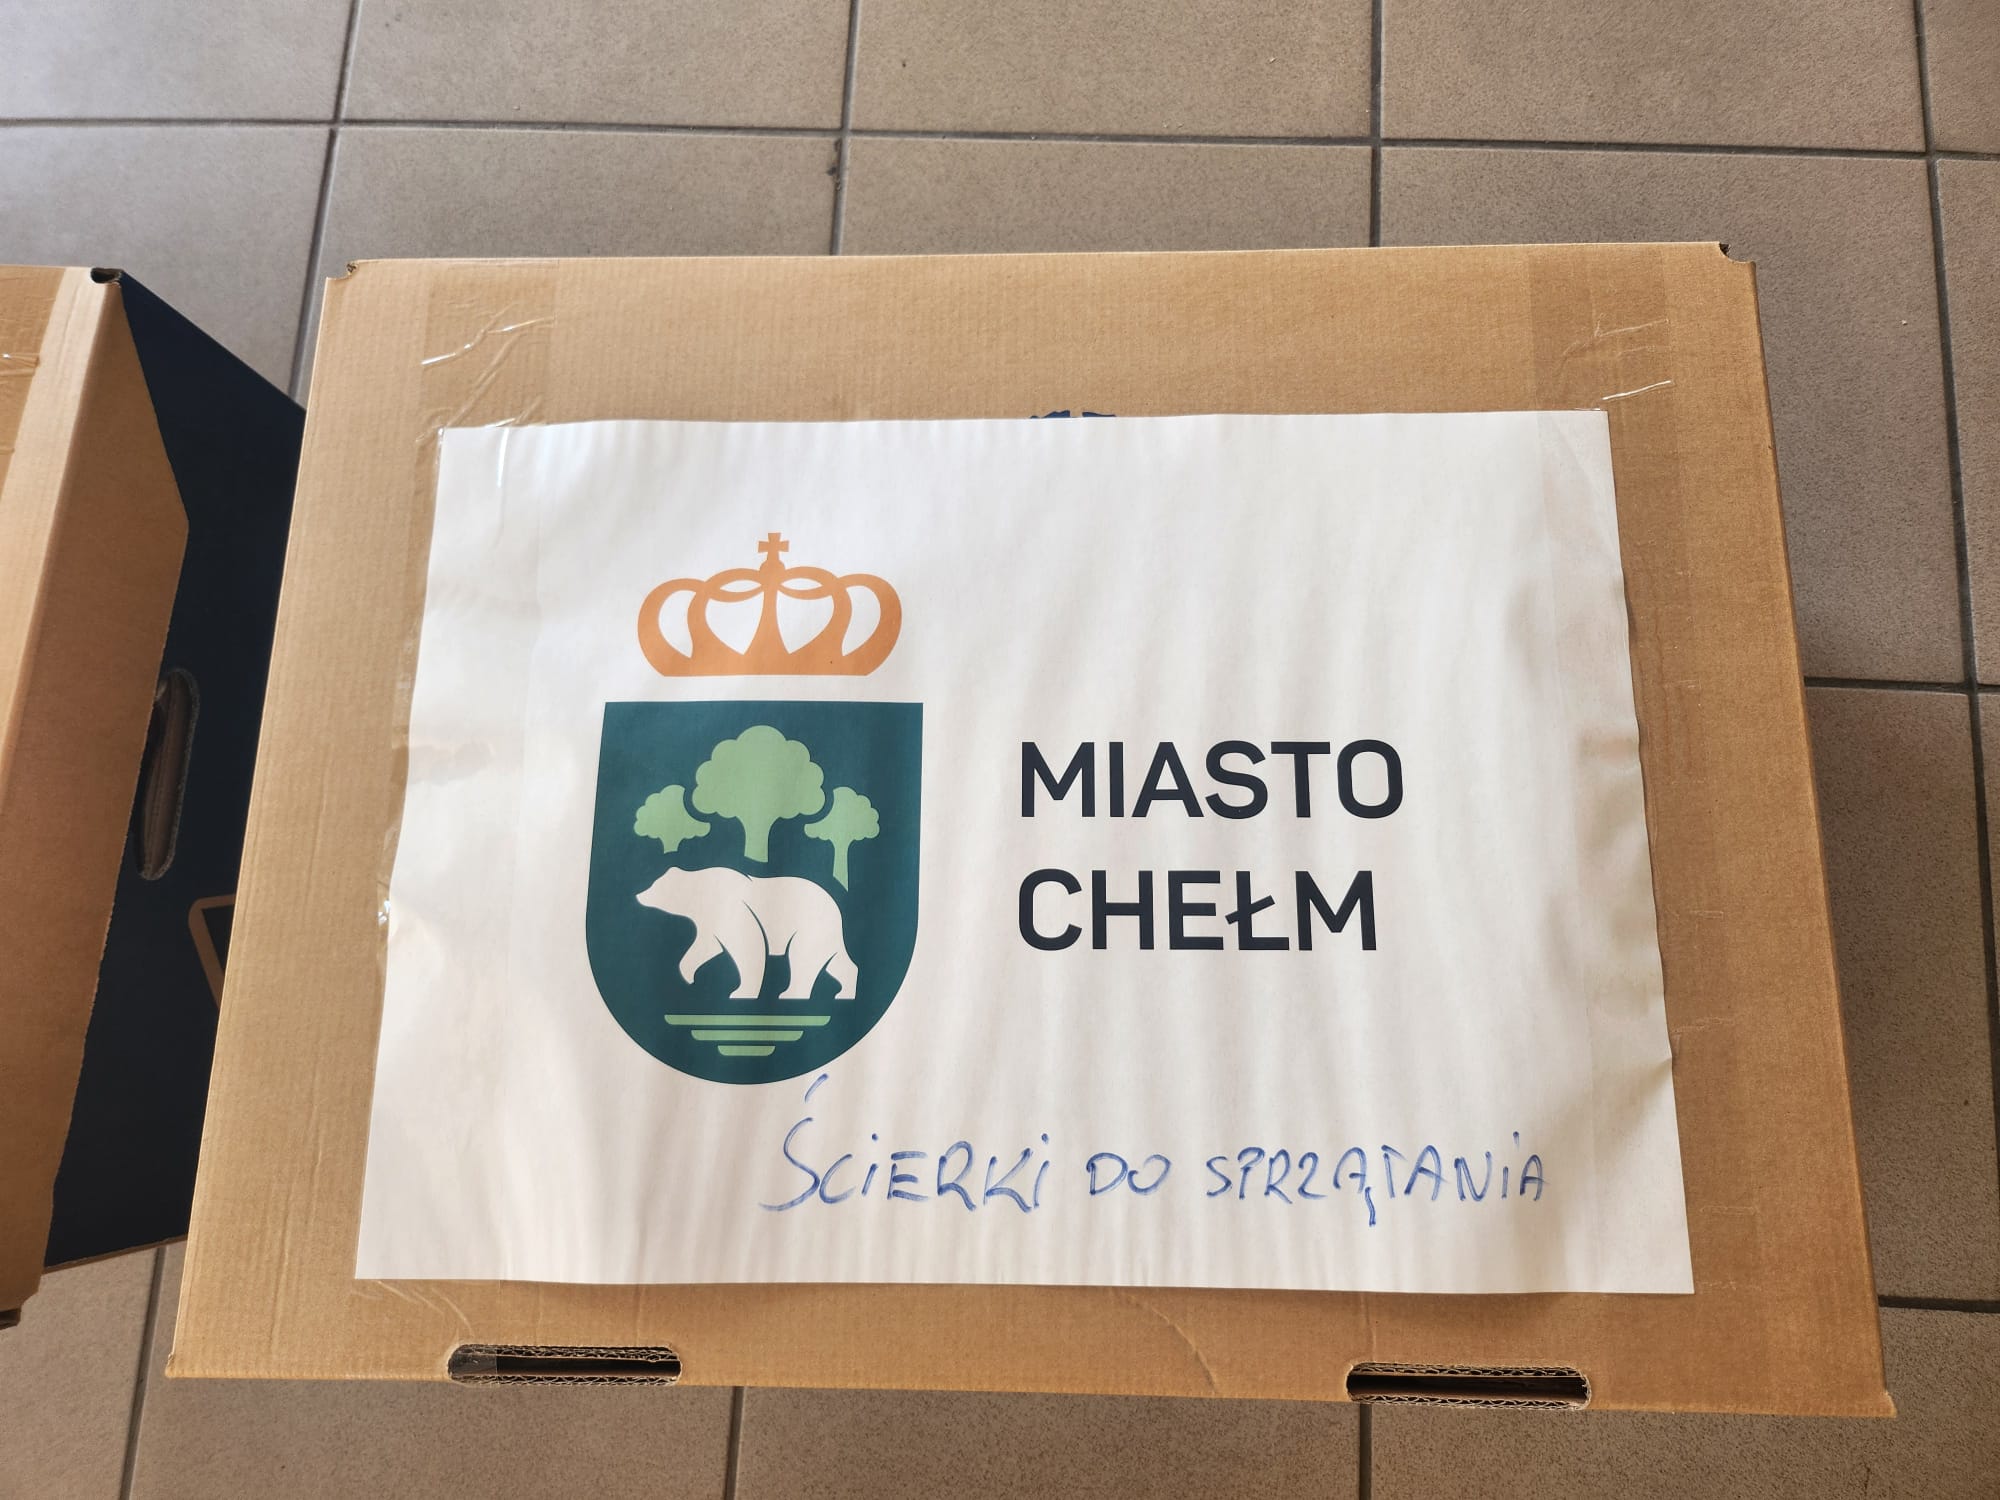 MIASTO
CHEŁM
ŚCIERKI DO SPRZĄTANIA